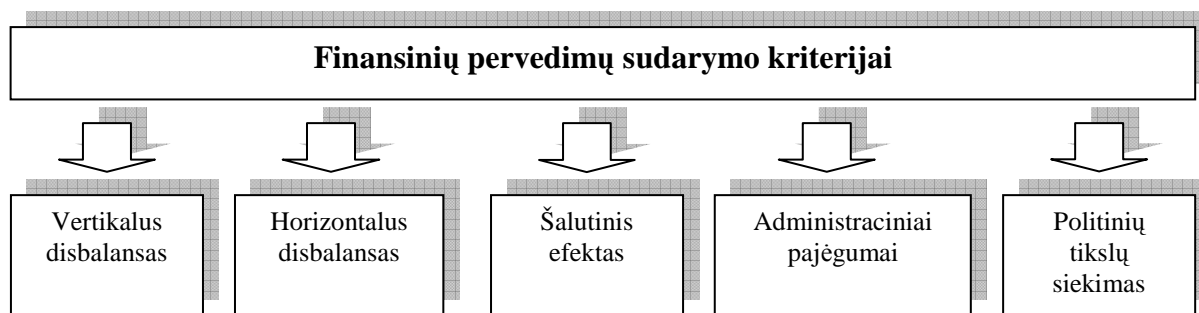 Finansinių pervedimų sudarymo kriterijai
Vertikalus
disbalansas
Horizontalus
disbalansas
Šalutinis
efektas
Administraciniai
pajėgumai
Politinių
tikslų
siekimas